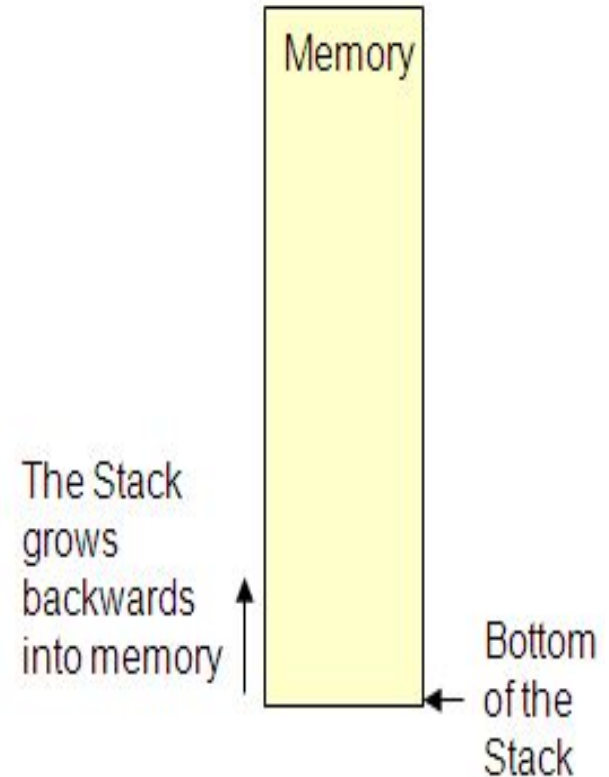 Memory
The Stack
grows
backwards
into memory
Bottom
of the
Stack